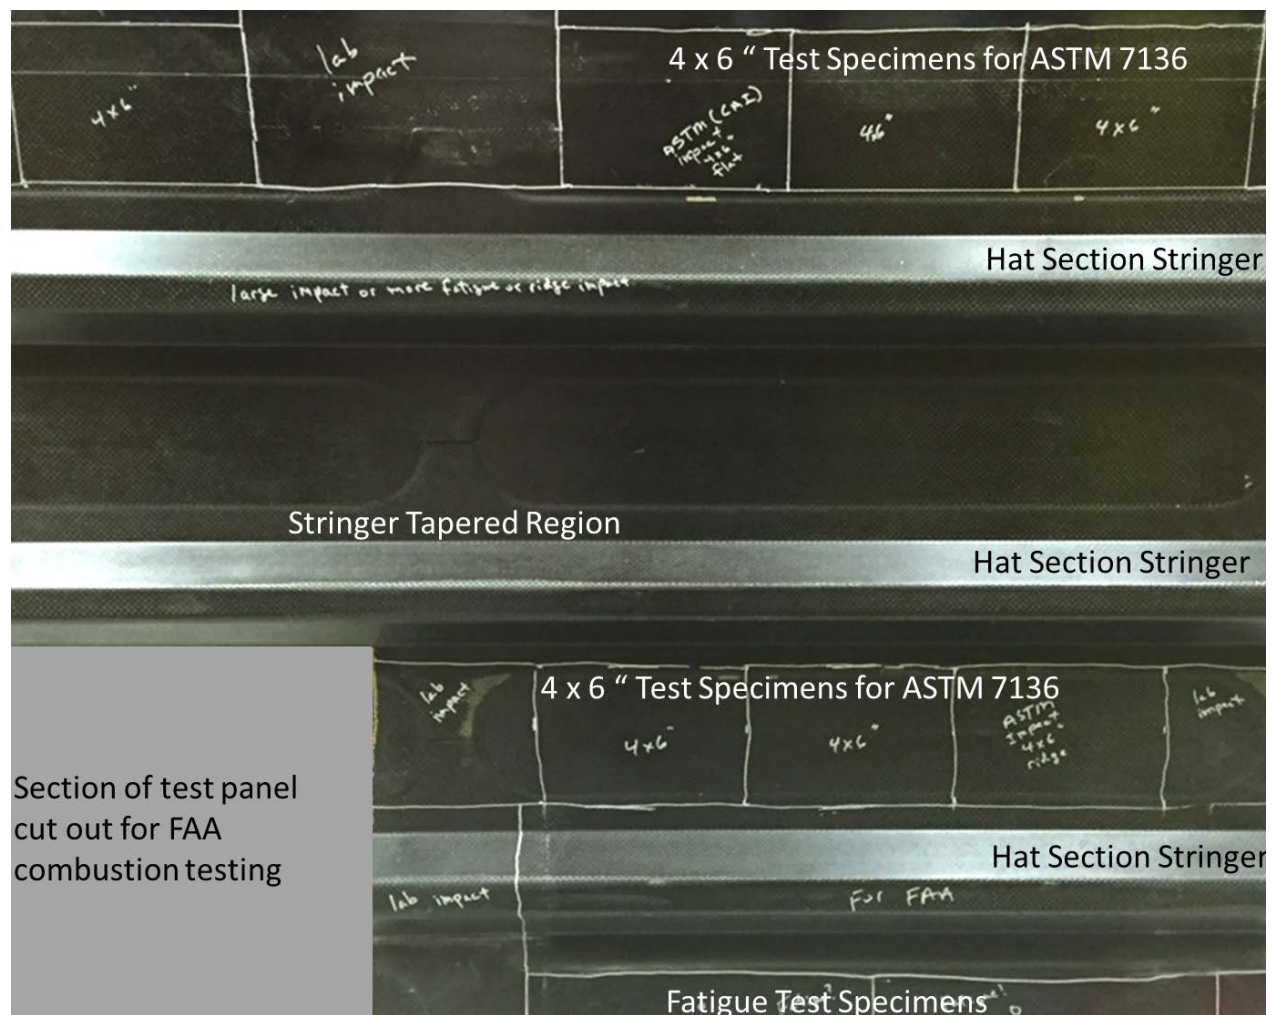 4x6"
lab
impact
4 x 6 “ Test Specimens for ASTM 7136
ASTM (CAI)
impact
4x6"
flat
4x6"
4x6"
Hat Section Stringer
large impact or more fatigue or ridge impact
Stringer Tapered Region
Hat Section Stringer
lab
impact
4 x 6 “ Test Specimens for ASTM 7136
4x6"
4x6"
ASTM
Impact
4x6"
ridge
lab
impact
Section of test panel
cut out for FAA
combustion testing
Hat Section Stringer
lab impact
For FAA
Fatigue Test Specimens